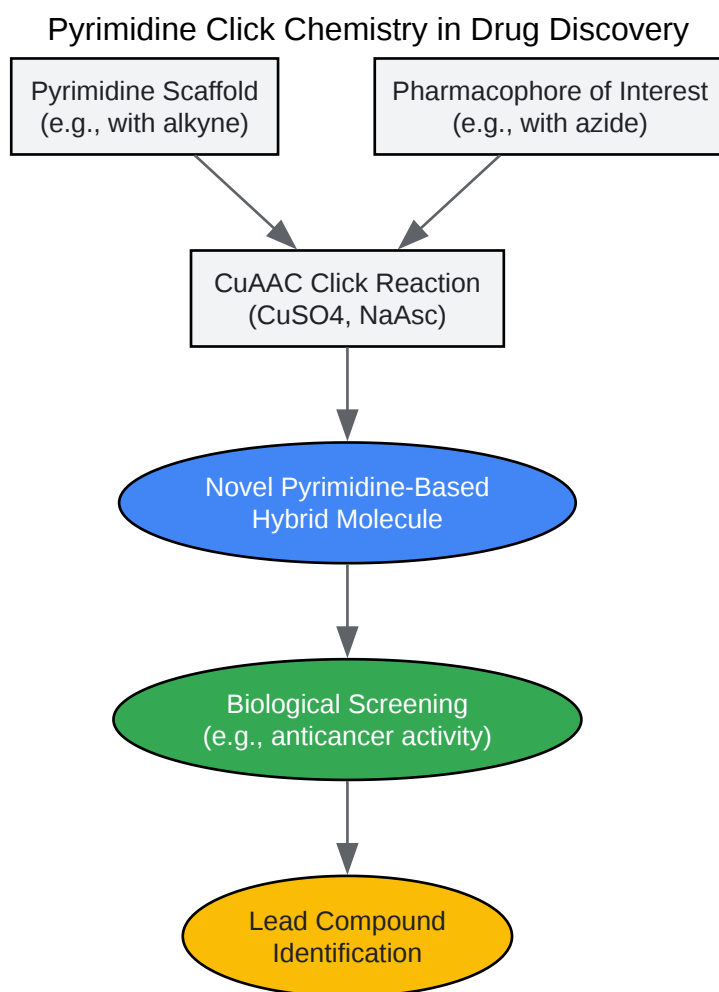 Pyrimidine Click Chemistry in Drug Discovery
Pyrimidine Scaffold
(e.g., with alkyne)
Pharmacophore of Interest
(e.g., with azide)
CuAAC Click Reaction
(CuSO4, NaAsc)
Novel Pyrimidine-Based
Hybrid Molecule
Biological Screening
(e.g., anticancer activity)
Lead Compound
Identification